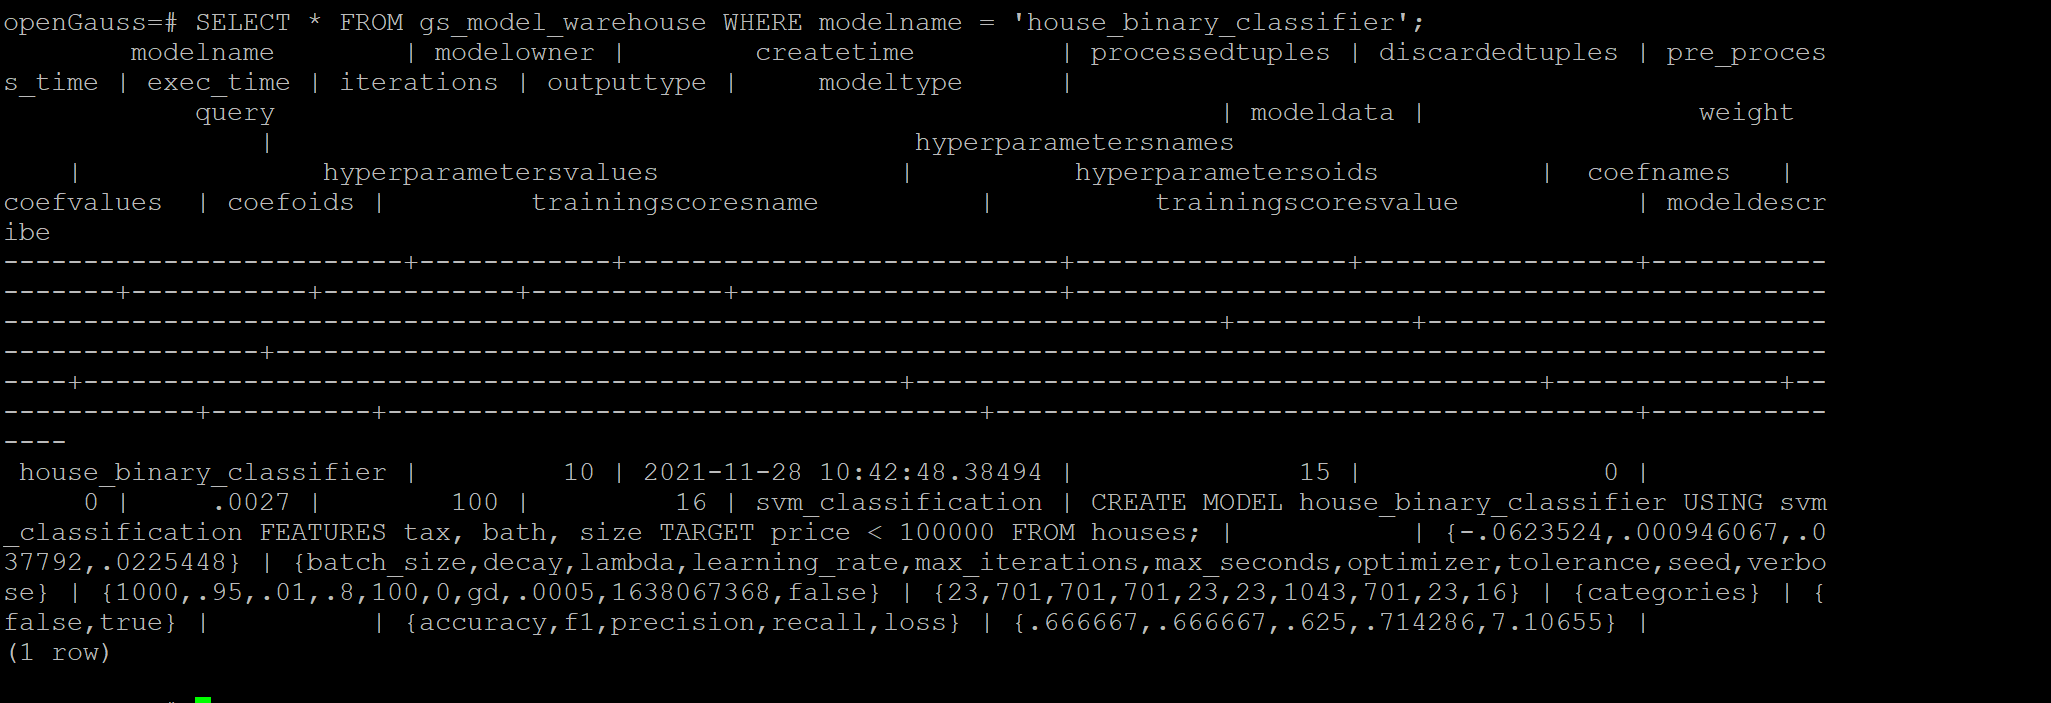 openGauss=# SELECT * FROM gs_model_warehouse WHERE modelname = 'house_binary_classifier';
        modelname        | modelowner |         createtime         | processedtuples | discardedtuples | pre_proces
s_time | exec_time | iterations | outputtype |     modeltype      |
            query                                                            | modeldata |                 weight
                |                                        hyperparametersnames
    |               hyperparametersvalues               |          hyperparametersoids          |  coefnames   |
coefvalues  | coefoids |         trainingscoresname          |          trainingscoresvalue           | modeldescr
ibe
-------------------------+------------+----------------------------+-----------------+-----------------+-----------
-------+-----------+------------+------------+--------------------+-----------------------------------------------
----------------------------------------------------------------------------+-----------+-------------------------
----------------+--------------------------------------------------------------------------------------------------
----+---------------------------------------------------+---------------------------------------+--------------+--
------------+----------+-------------------------------------+----------------------------------------+-----------
----
 house_binary_classifier |         10 | 2021-11-28 10:42:48.38494 |              15 |               0 |
     0 |     .0027 |        100 |         16 | svm_classification | CREATE MODEL house_binary_classifier USING svm
_classification FEATURES tax, bath, size TARGET price < 100000 FROM houses; |           | {-.0623524,.000946067,.0
37792,.0225448} | {batch_size,decay,lambda,learning_rate,max_iterations,max_seconds,optimizer,tolerance,seed,verbo
se} | {1000,.95,.01,.8,100,0,gd,.0005,1638067368,false} | {23,701,701,701,23,23,1043,701,23,16} | {categories} | {
false,true} |          | {accuracy,f1,precision,recall,loss} | {.666667,.666667,.625,.714286,7.10655} |
(1 row)